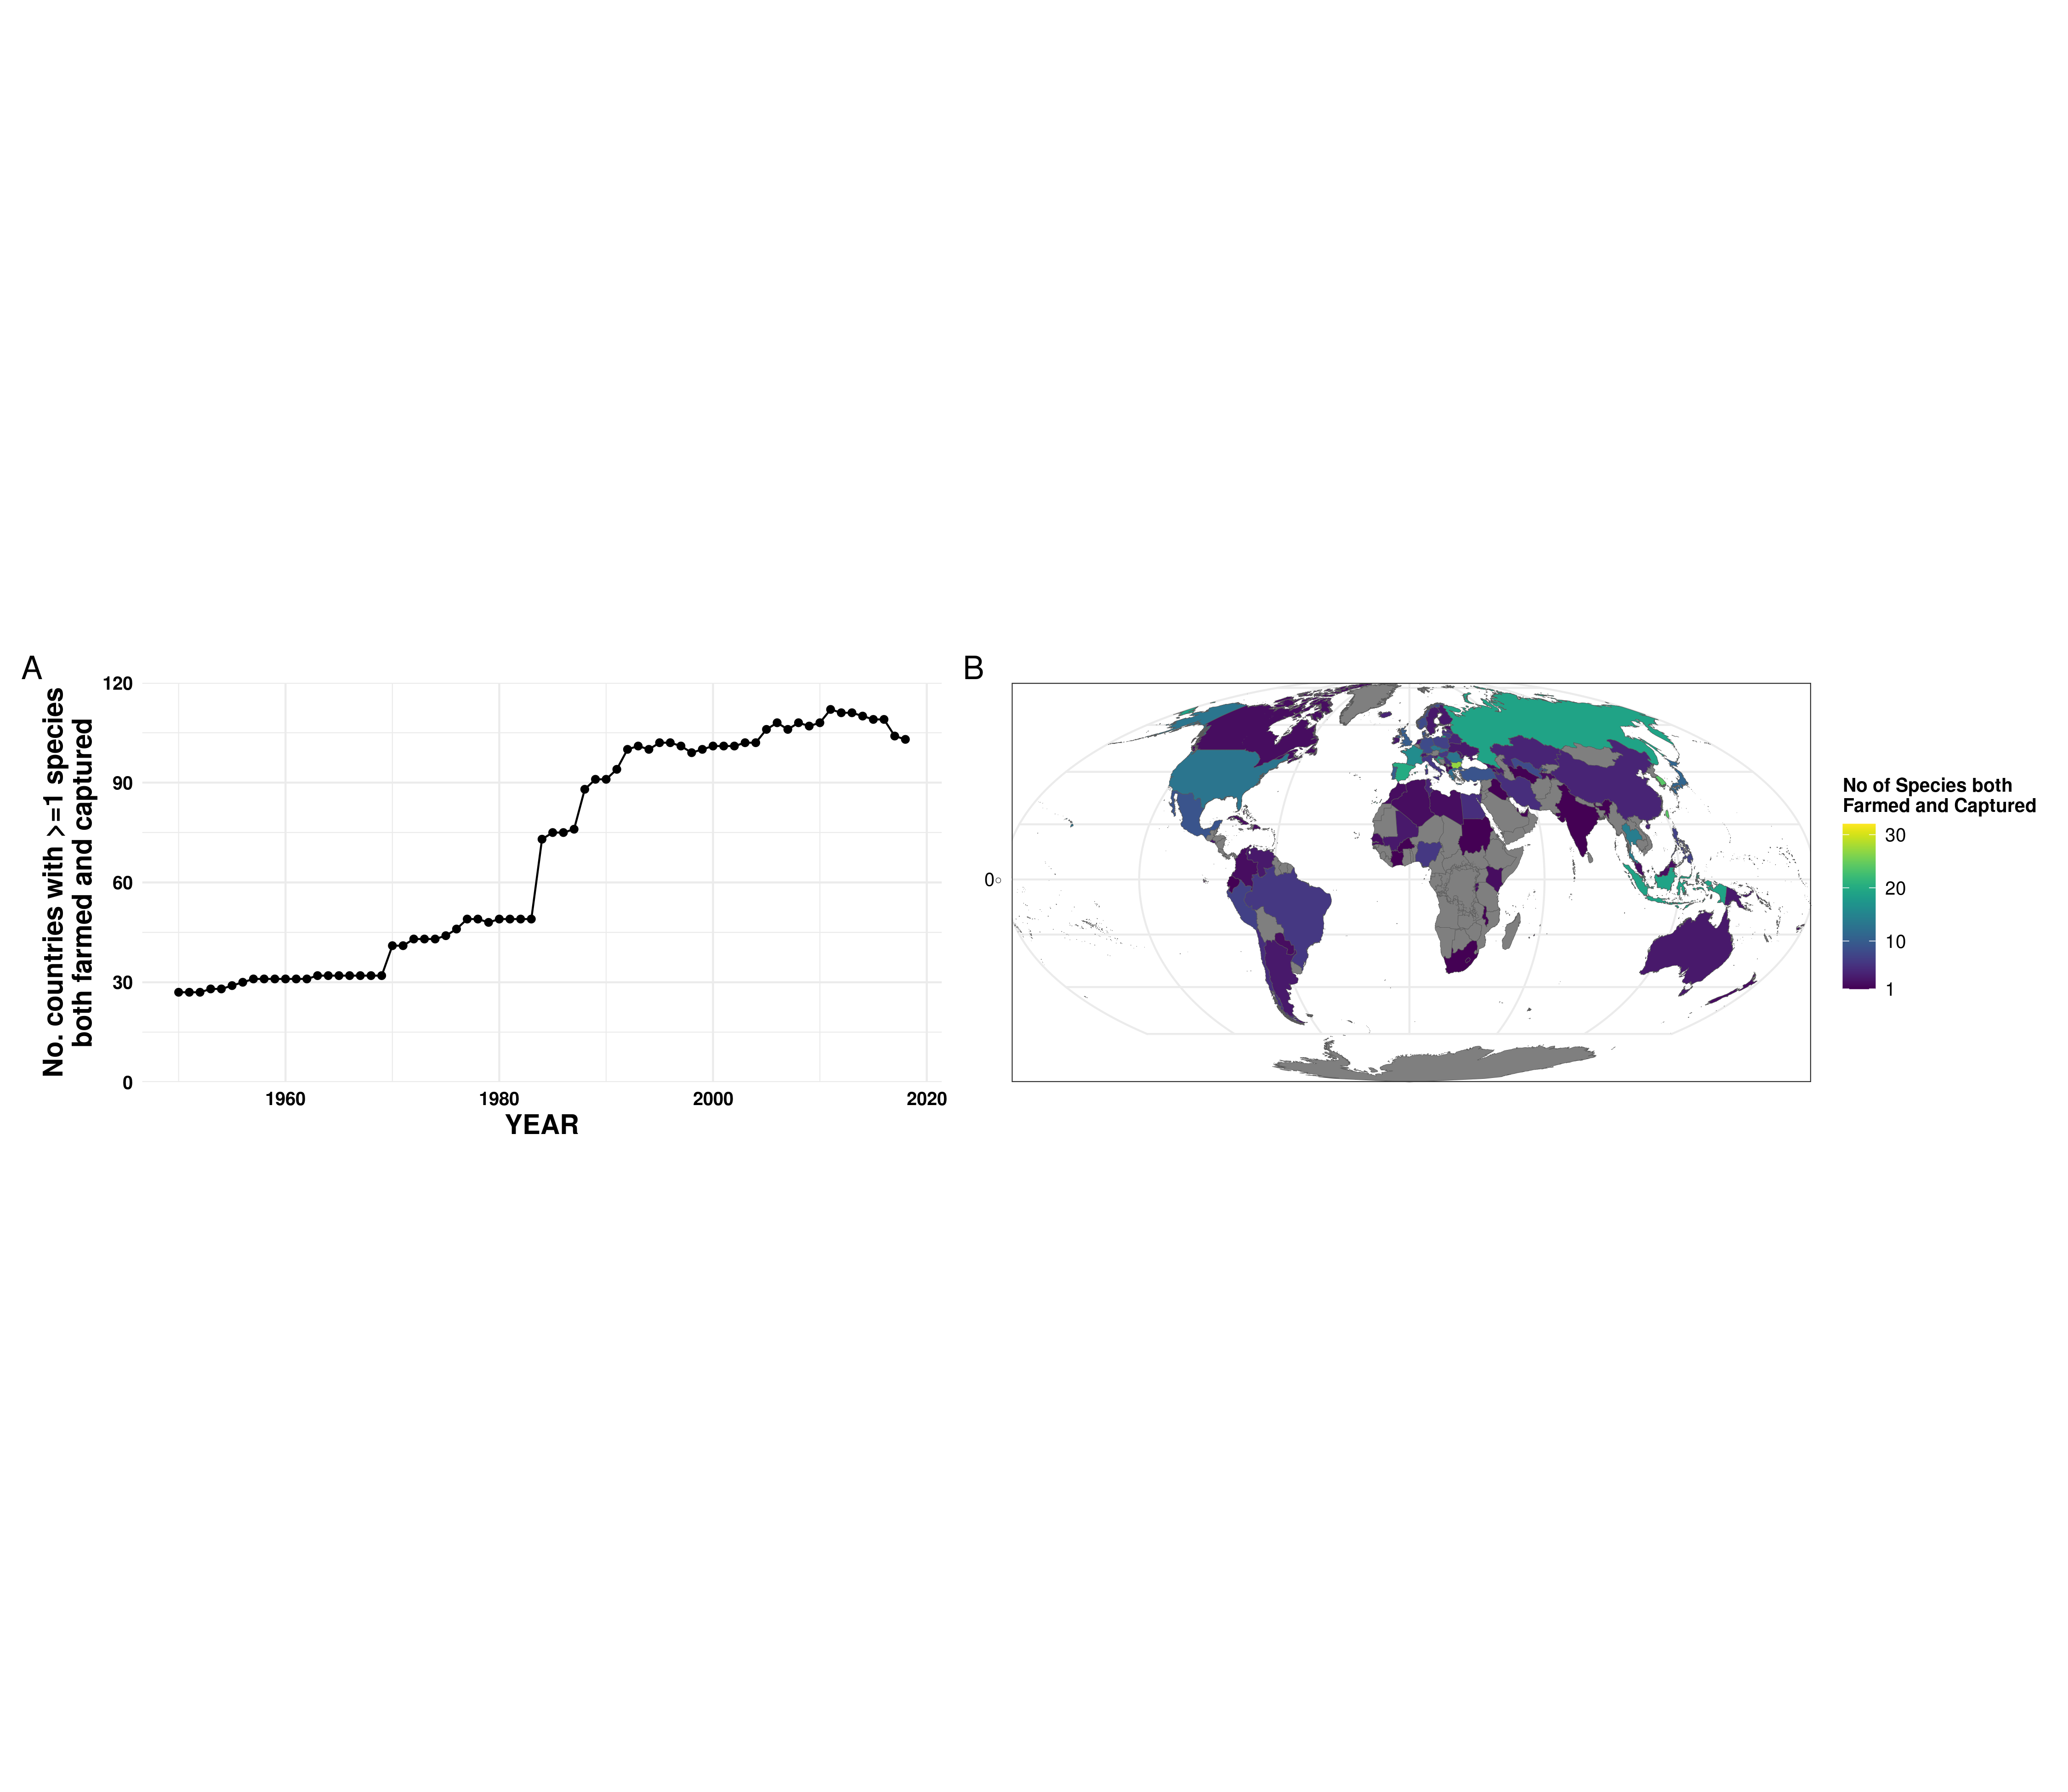 A
No. countries with >=1 species
both farmed and captured
120
90
60
30
0
1960 1980 2000 2020
YEAR
B
0○
No of Species both
Farmed and Captured
30
20
10
1